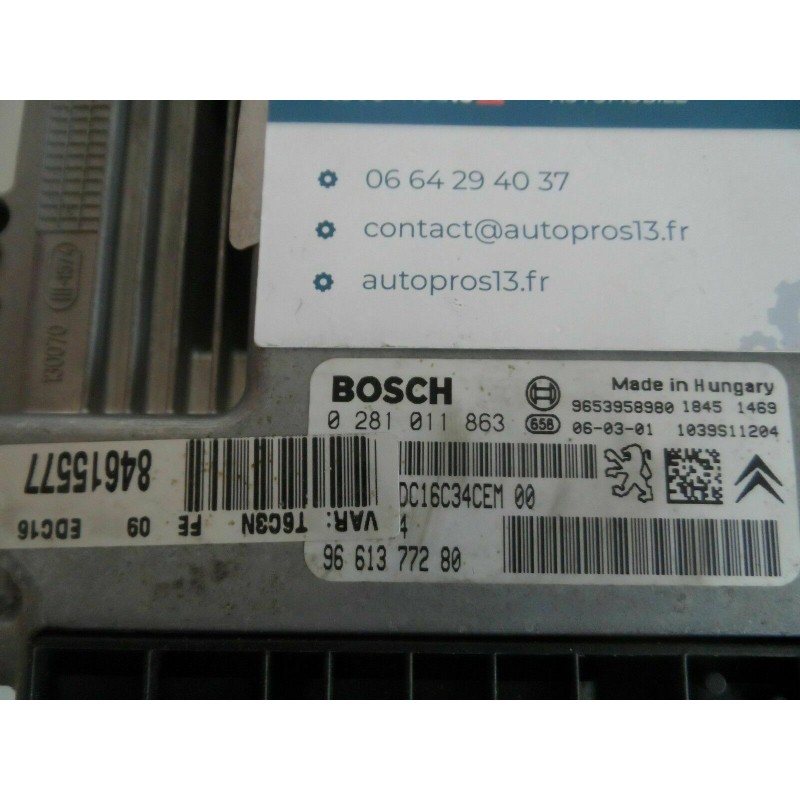 06 64 29 40 37
contact@autopros13.fr
autopros13.fr
130070
BOSCH
Made in Hungary
9653958980 1845 1469
0 281 011 863
658 06-03-01 1039S11204
DC16C34CEM 00
4
96 613 772 80
84615577
VAR: T6C3N FE 09 EDC16